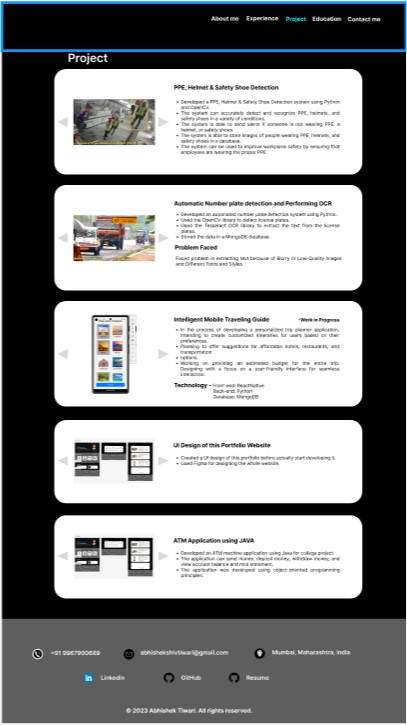 About me Experience Project Education Contact me
Project
PPE, Helmet & Safety Shoe Detection
• Developed a PPE, Helmet & Safety Shoe Detection system using Python
and OpenCV.
• The system can accurately detect and recognize PPE, helmets, and
safety shoes in a variety of conditions.
• The system is able to send alerts if someone is not wearing PPE, a
helmet, or safety shoes.
• The system is able to store images of people wearing PPE, helmets, and
safety shoes in a database.
• The system can be used to improve workplace safety by ensuring that
employees are wearing the proper PPE.
Automatic Number plate detection and Performing OCR
• Developed an automated number plate detection system using Python.
• Used the OpenCV library to detect license plates.
• Used the Tesseract OCR library to extract the text from the license
plates.
• Stored the data in a MongoDB database.
Problem Faced
Faced problem in extracting text because of Blurry or Low-Quality Images
and Different Fonts and Styles.
Intelligent Mobile Traveling Guide -Work in Progress
• In the process of developing a personalized trip planner application,
intending to create customized itineraries for users based on their
preferences.
• Planning to offer suggestions for affordable hotels, restaurants, and
transportation
• options.
• Working on providing an estimated budget for the entire trip.
Designing with a focus on a user-friendly interface for seamless
interaction.
Technology - Front-end: ReactNative
Back-end: Python
Database: MongoDB
UI Design of this Portfolio Website
• Created a UI design of this portfolio before actually start developing it.
• Used Figma for designing the whole website.
ATM Application using JAVA
• Developed an ATM machine application using Java for college project.
• The application can send money, deposit money, withdraw money, and
view account balance and mini statement.
• The application was developed using object-oriented programming
principles.
+91 9967900689 abhishekshivtiwari@gmail.com Mumbai, Maharashtra, India
in Linkedin GitHub Resume
© 2023 Abhishek Tiwari. All rights reserved.